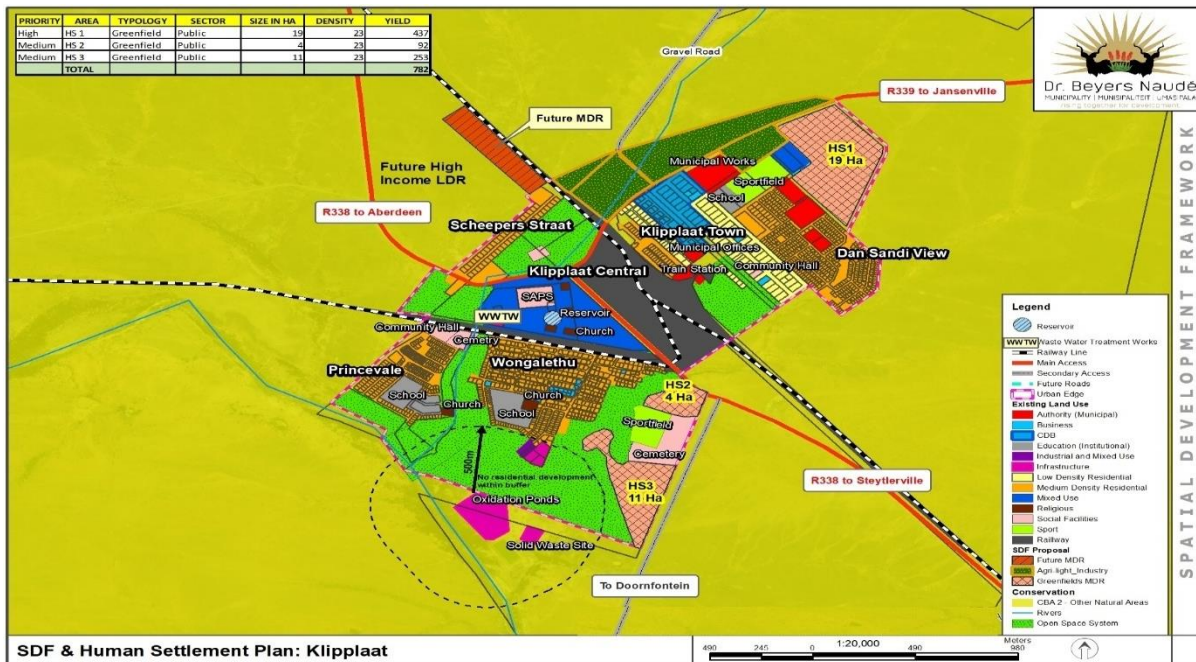 PRIORITY AREA TYPOLOGY SECTOR SIZE IN HA DENSITY YIELD
High HS 1 Greenfield Public 19 23 437
Medium HS 2 Greenfield Public 4 23 92
Medium HS 3 Greenfield Public 11 23 253
TOTAL 782
Dr. Beyers Naudé
MUNICIPALITY | MUNISIPALITEIT | UMASIPALA
SPATIAL DEVELOPMENT FRAMEWORK
Gravel Road
R339 to Jansenville
Future MDR
HS1
19 Ha
Municipal Works
Future High
Income LDR
Sportfield
School
R338 to Aberdeen
Scheepers Straat
Klipplaat Town
Municipal Offices
Dan Sandi View
Klipplaat Central
Train Station
Community Hall
SAPS
WWTW
Reservoir
Church
Community Hall
Cemetry
Princevale
Wongalethu
HS2
4 Ha
School
Church
Church
School
Sportfield
Cemetery
500m
No residential development
within buffer
HS3
11 Ha
R338 to Steytlerville
Oxidation Ponds
Solid Waste Site
To Doornfontein
Legend
Reservoir
WWTW Waste Water Treatment Works
Railway Line
Main Access
Secondary Access
Future Roads
Urban Edge
Existing Land Use
Authority (Municipal)
Business
CDB
Education (Institutional)
Industrial and Mixed Use
Infrastructure
Low Density Residential
Medium Density Residential
Mixed Use
Religious
Social Facilities
Sport
Raillway
SDF Proposal
Future MDR
Agri-light_Industry
Greenfields MDR
Conservation
CBA 2 - Other Natural Areas
Rivers
Open Space System
SDF & Human Settlement Plan: Klipplaat
1:20,000
Meters
490 245 0 490 980